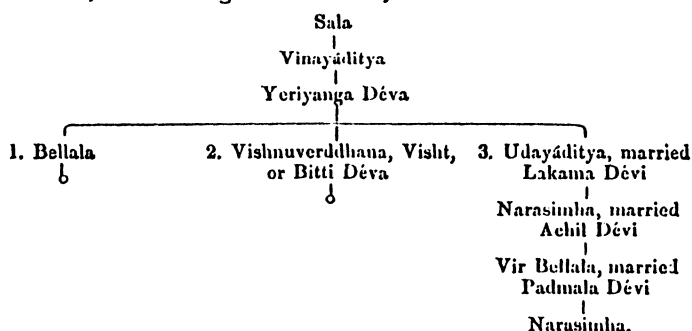 Sala
Vinayáditya
Yeriyanga Déva
1. Bellala
2. Vishnuverddhana, Visht,
or Bitti Déva
3. Udayáditya, married
Lakama Dévi
Narasimha, married
Achil Dévi
Vir Bellala, married
Padmala Dévi
Narasimha.